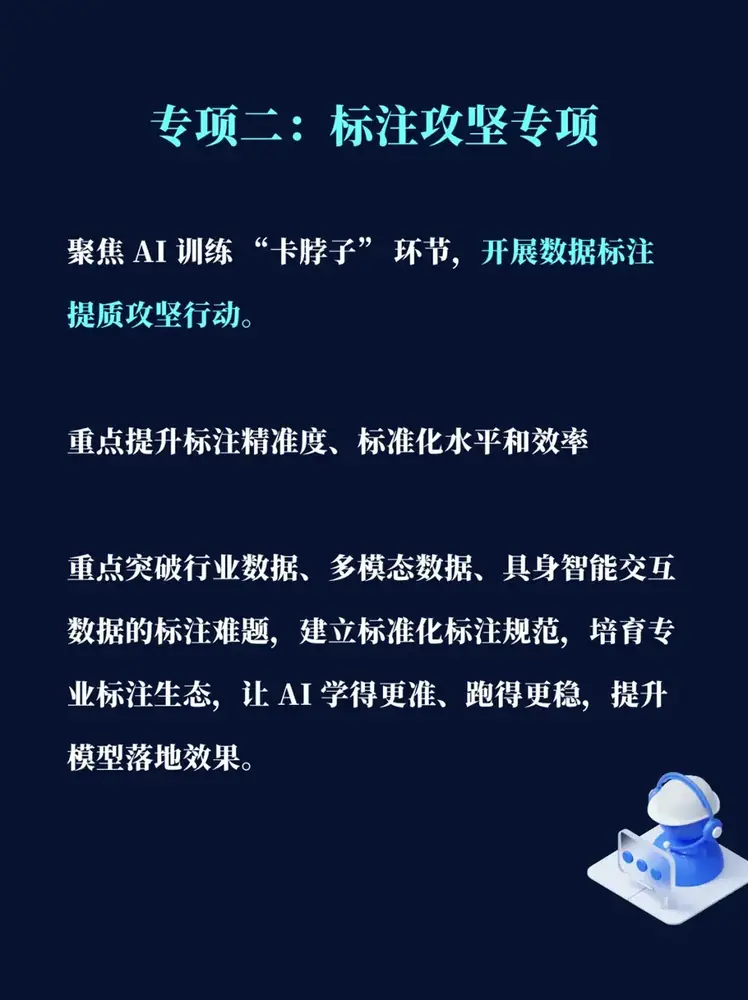 专项二：标注攻坚专项
聚焦 AI 训练 “卡脖子” 环节，开展数据标注
提质攻坚行动。
重点提升标注精准度、标准化水平和效率
重点突破行业数据、多模态数据、具身智能交互
数据的标注难题，建立标准化标注规范，培育专
业标注生态，让 AI 学得更准、跑得更稳，提升
模型落地效果。